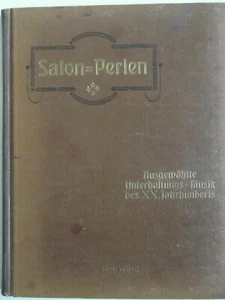 Salon=Perlen
Ausgewählte
Unterhaltungs=Musik
des XX. Jahrhunderts